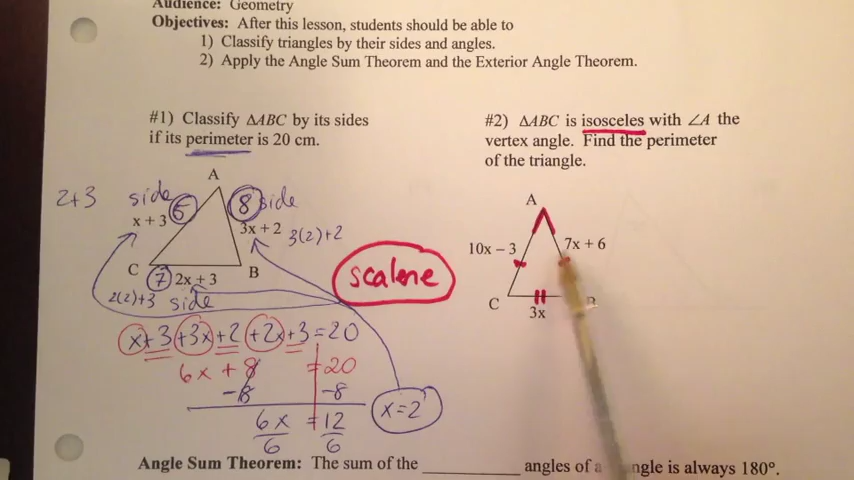 Audience: Geometry
Objectives: After this lesson, students should be able to
1) Classify triangles by their sides and angles.
2) Apply the Angle Sum Theorem and the Exterior Angle Theorem.
#1) Classify ΔABC by its sides
if its perimeter is 20 cm.
A
2+3
side
5
8
side
x + 3
3x + 2
3(2)+2
C
7
2x + 3
B
2(2)+3
side
scalene
x+3+3x+2+2x+3=20
6x + 8 = 20
-8 -8
6x = 12
6 6
x=2
#2) ΔABC is isosceles with ∠A the
vertex angle. Find the perimeter
of the triangle.
A
10x – 3
7x + 6
C
B
3x
Angle Sum Theorem: The sum of the ________ angles of a ngle is always 180°.